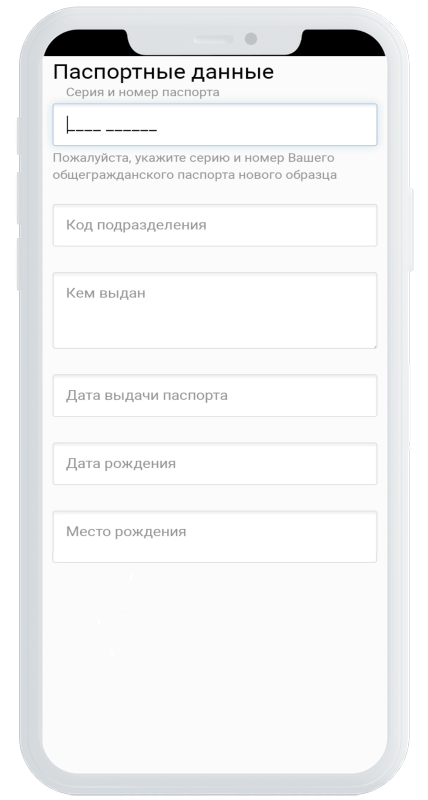 Паспортные данные
Серия и номер паспорта
____ ______
Пожалуйста, укажите серию и номер Вашего
общегражданского паспорта нового образца
Код подразделения
Кем выдан
Дата выдачи паспорта
Дата рождения
Место рождения